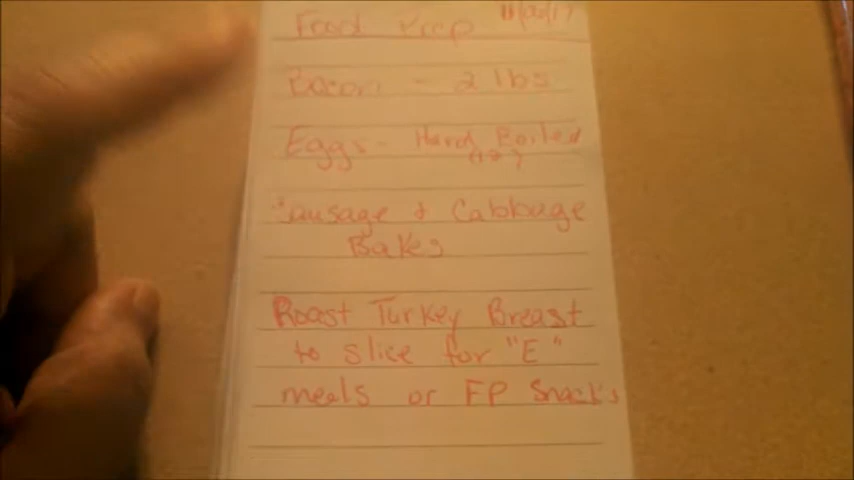 Food Prep
Bacon - 2 lbs
Eggs - Hard Boiled
Sausage & Cabbage
Bakes
Roast Turkey Breast
to slice for "E"
meals or FP Snacks